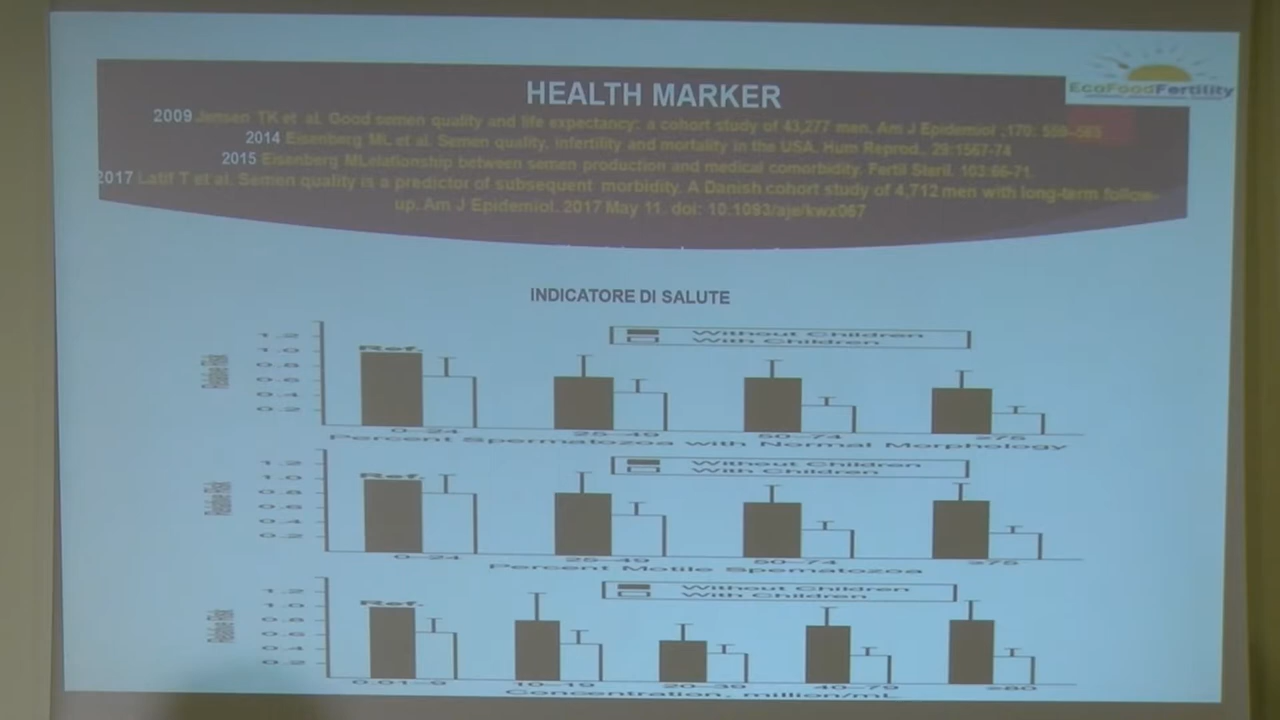 HEALTH MARKER
EcoFoodFertility
2009 Jensen TK et al. Good semen quality and life expectancy: a cohort study of 43,277 men. Am J Epidemiol ,170: 559–565
2014 Eisenberg ML et al. Semen quality, infertility and mortality in the USA. Hum Reprod., 29:1567-74
2015 Eisenberg MLelationship between semen production and medical comorbidity. Fertil Steril. 103:66-71.
2017 Latif T et al. Semen quality is a predictor of subsequent morbidity. A Danish cohort study of 4,712 men with long-term follow-
up. Am J Epidemiol. 2017 May 11. doi: 10.1093/aje/kwx067
INDICATORE DI SALUTE
Without Children
With Children
Relative Risk
1.2
1.0
0.8
0.6
0.4
0.2
Ref.
0–24 25–49 50–74 ≥75
Percent Spermatozoa with Normal Morphology
Without Children
With Children
Relative Risk
1.2
1.0
0.8
0.6
0.4
0.2
Ref.
0–24 25–49 50–74 ≥75
Percent Motile Spermatozoa
Without Children
With Children
Relative Risk
1.2
1.0
0.8
0.6
0.4
0.2
Ref.
0.01–9 10–19 20–39 40–79 ≥80
Concentration, million/mL